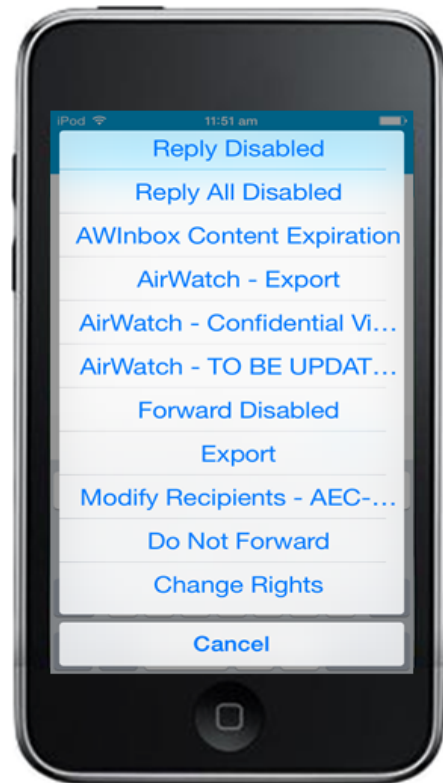 iPod 11:51 am
Reply Disabled
Reply All Disabled
AWInbox Content Expiration
AirWatch - Export
AirWatch - Confidential Vi...
AirWatch - TO BE UPDAT...
Forward Disabled
Export
Modify Recipients - AEC-...
Do Not Forward
Change Rights
Cancel